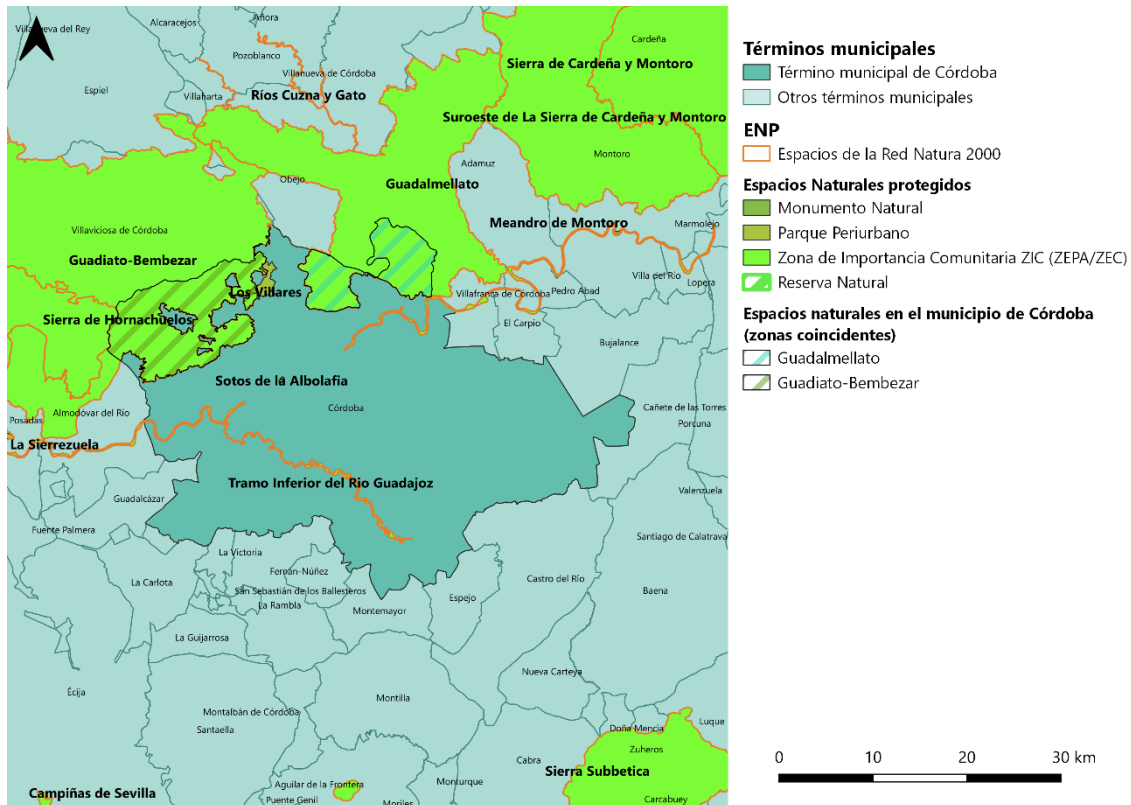 Villanueva del Rey
Alcaracejos
Añora
Pozoblanco
Cardeña
Sierra de Cardeña y Montoro
Villanueva de Córdoba
Espiel
Villaharta
Ríos Cuzna y Gato
Suroeste de La Sierra de Cardeña y Montoro
Adamuz
Montoro
Obejo
Guadalmellato
Meandro de Montoro
Marmolejo
Villaviciosa de Córdoba
Guadiato-Bembezar
Villa del Río
Lopera
Los Villares
Villafranca de Córdoba
Pedro Abad
Sierra de Hornachuelos
El Carpio
Bujalance
Sotos de la Albolafia
Córdoba
Cañete de las Torres
Porcuna
Posadas
Almodóvar del Río
La Sierrezuela
Tramo Inferior del Rio Guadajoz
Valenzuela
Guadalcázar
Fuente Palmera
Santiago de Calatrava
La Victoria
Fernán-Núñez
La Carlota
San Sebastián de los Ballesteros
La Rambla
Montemayor
Espejo
Castro del Río
Baena
La Guijarrosa
Nueva Carteya
Écija
Montilla
Montalbán de Córdoba
Santaella
Doña Mencía
Luque
Zuheros
Cabra
Sierra Subbetica
Aguilar de la Frontera
Monturque
Campiñas de Sevilla
Puente Genil
Moriles
Carcabuey
Términos municipales
Término municipal de Córdoba
Otros términos municipales
ENP
Espacios de la Red Natura 2000
Espacios Naturales protegidos
Monumento Natural
Parque Periurbano
Zona de Importancia Comunitaria ZIC (ZEPA/ZEC)
Reserva Natural
Espacios naturales en el municipio de Córdoba
(zonas coincidentes)
Guadalmellato
Guadiato-Bembezar
0 10 20 30 km